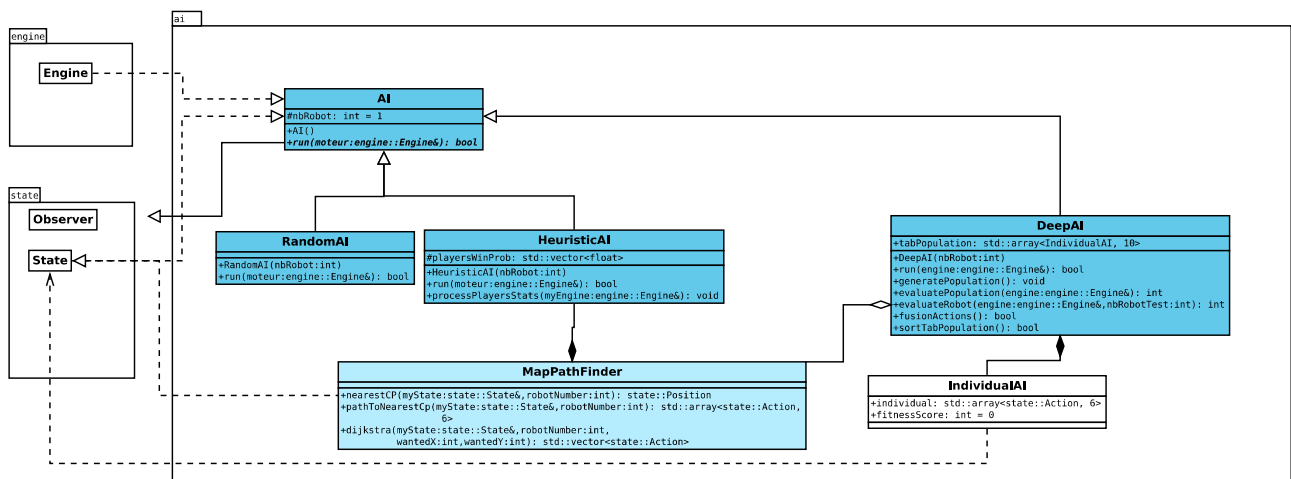 ai
engine
Engine
AI
#nbRobot: int = 1
+AI()
+run(moteur:engine::Engine&): bool
state
Observer
State
RandomAI
+RandomAI(nbRobot:int)
+run(moteur:engine::Engine&): bool
HeuristicAI
#playersWinProb: std::vector<float>
+HeuristicAI(nbRobot:int)
+run(moteur:engine::Engine&): bool
+processPlayersStats(myEngine:engine::Engine&): void
DeepAI
+tabPopulation: std::array<IndividualAI, 10>
+DeepAI(nbRobot:int)
+run(engine:engine::Engine&): bool
+generatePopulation(): void
+evaluatePopulation(engine:engine::Engine&): int
+evaluateRobot(engine:engine::Engine&,nbRobotTest:int): int
+fusionActions(): bool
+sortTabPopulation(): bool
MapPathFinder
+nearestCP(myState:state::State&,robotNumber:int): state::Position
+pathToNearestCp(myState:state::State&,robotNumber:int): std::array<state::Action,
6>
+dijkstra(myState:state::State&,robotNumber:int,
wantedX:int,wantedY:int): std::vector<state::Action>
IndividualAI
+individual: std::array<state::Action, 6>
+fitnessScore: int = 0